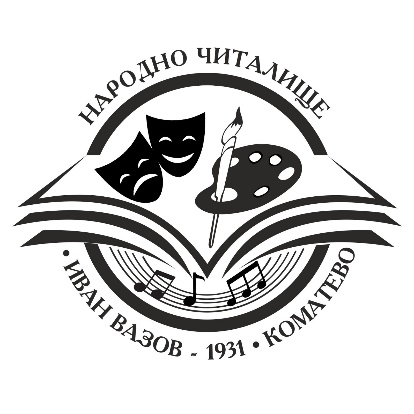 НАРОДНО ЧИТАЛИЩЕ
• ИВАН ВАЗОВ - 1931 • КОМАТЕВО